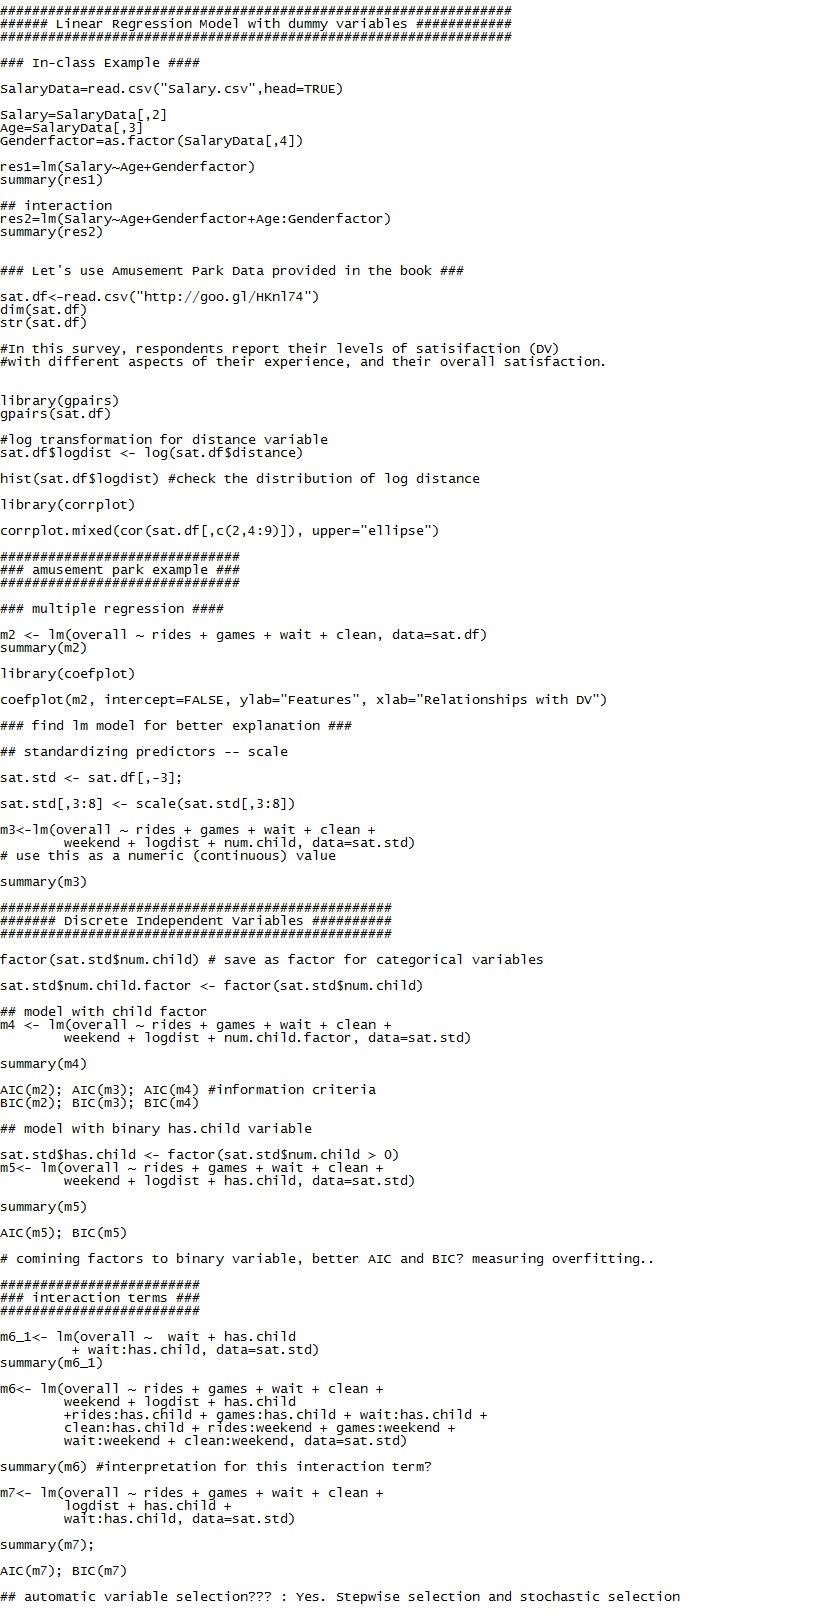 ################################################################
###### Linear Regression Model with dummy variables ############
################################################################
### In-class Example ####
SalaryData=read.csv("Salary.csv",head=TRUE)
Salary=SalaryData[,2]
Age=SalaryData[,3]
Genderfactor=as.factor(SalaryData[,4])
res1=lm(Salary~Age+Genderfactor)
summary(res1)
## interaction
res2=lm(Salary~Age+Genderfactor+Age:Genderfactor)
summary(res2)
### Let's use Amusement Park Data provided in the book ###
sat.df<-read.csv("http://goo.gl/HKnl74")
dim(sat.df)
str(sat.df)
#In this survey, respondents report their levels of satisifaction (DV)
#with different aspects of their experience, and their overall satisfaction.
library(gpairs)
gpairs(sat.df)
#log transformation for distance variable
sat.df$logdist <- log(sat.df$distance)
hist(sat.df$logdist) #check the distribution of log distance
library(corrplot)
corrplot.mixed(cor(sat.df[,c(2,4:9)]), upper="ellipse")
##############################
### amusement park example ###
##############################
### multiple regression ####
m2 <- lm(overall ~ rides + games + wait + clean, data=sat.df)
summary(m2)
library(coefplot)
coefplot(m2, intercept=FALSE, ylab="Features", xlab="Relationships with DV")
### find lm model for better explanation ###
## standardizing predictors -- scale
sat.std <- sat.df[,-3];
sat.std[,3:8] <- scale(sat.std[,3:8])
m3<-lm(overall ~ rides + games + wait + clean +
weekend + logdist + num.child, data=sat.std)
# use this as a numeric (continuous) value
summary(m3)
#################################################
####### Discrete Independent Variables ##########
#################################################
factor(sat.std$num.child) # save as factor for categorical variables
sat.std$num.child.factor <- factor(sat.std$num.child)
## model with child factor
m4 <- lm(overall ~ rides + games + wait + clean +
weekend + logdist + num.child.factor, data=sat.std)
summary(m4)
AIC(m2); AIC(m3); AIC(m4) #information criteria
BIC(m2); BIC(m3); BIC(m4)
## model with binary has.child variable
sat.std$has.child <- factor(sat.std$num.child > 0)
m5<- lm(overall ~ rides + games + wait + clean +
weekend + logdist + has.child, data=sat.std)
summary(m5)
AIC(m5); BIC(m5)
# comining factors to binary variable, better AIC and BIC? measuring overfitting..
#########################
### interaction terms ###
#########################
m6_1<- lm(overall ~  wait + has.child
+ wait:has.child, data=sat.std)
summary(m6_1)
m6<- lm(overall ~ rides + games + wait + clean +
weekend + logdist + has.child
+rides:has.child + games:has.child + wait:has.child +
clean:has.child + rides:weekend + games:weekend +
wait:weekend + clean:weekend, data=sat.std)
summary(m6) #interpretation for this interaction term?
m7<- lm(overall ~ rides + games + wait + clean +
logdist + has.child +
wait:has.child, data=sat.std)
summary(m7);
AIC(m7); BIC(m7)
## automatic variable selection??? : Yes. Stepwise selection and stochastic selection